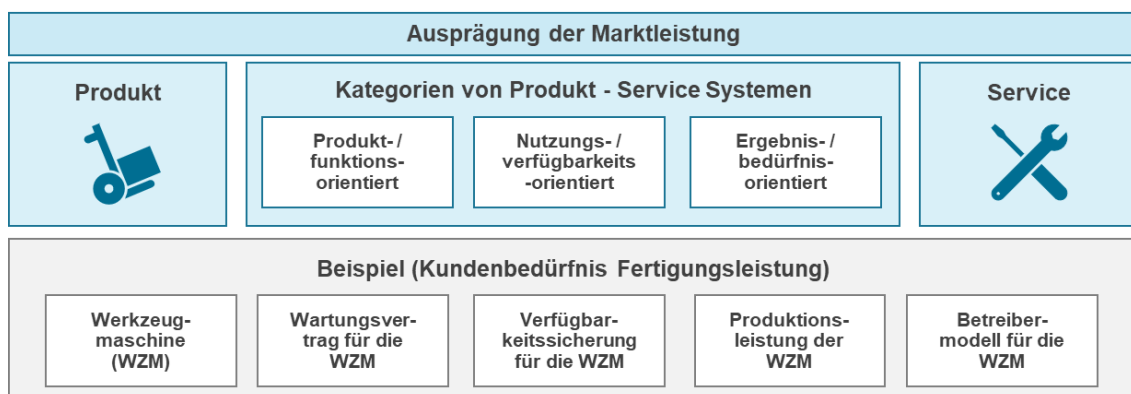 Ausprägung der Marktleistung
Produkt
Kategorien von Produkt - Service Systemen
Produkt- /
funktions-
orientiert
Nutzungs- /
verfügbarkeits
-orientiert
Ergebnis- /
bedürfnis-
orientiert
Service
Beispiel (Kundenbedürfnis Fertigungsleistung)
Werkzeug-
maschine
(WZM)
Wartungsver-
trag für die
WZM
Verfügbar-
keitssicherung
für die WZM
Produktions-
leistung der
WZM
Betreiber-
modell für die
WZM